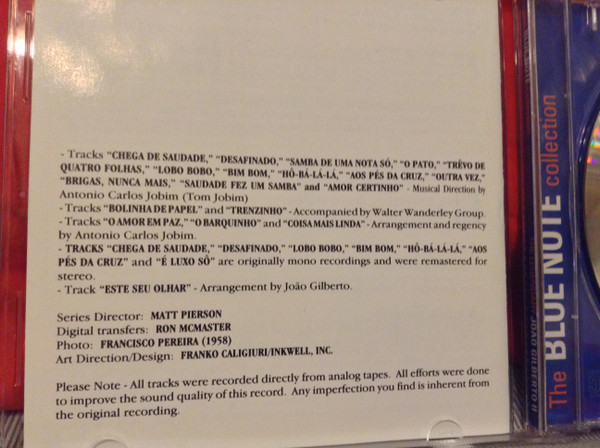 - Tracks "CHEGA DE SAUDADE," "DESAFINADO," "SAMBA DE UMA NOTA SÓ," "O PATO," "TRÊVO DE
QUATRO FOLHAS," "LOBO BOBO," "BIM BOM," "HÔ-BÁ-LÁ-LÁ," "AOS PÉS DA CRUZ," "OUTRA VEZ,"
"BRIGAS, NUNCA MAIS," "SAUDADE FEZ UM SAMBA" and "AMOR CERTINHO" - Musical Direction by
Antonio Carlos Jobim (Tom Jobim)
- Tracks "BOLINHA DE PAPEL" and "TRENZINHO" - Accompanied by Walter Wanderley Group.
- Tracks "O AMOR EM PAZ," "O BARQUINHO" and "COISA MAIS LINDA" - Arrangement and regency
by Antonio Carlos Jobim.
- TRACKS "CHEGA DE SAUDADE," "DESAFINADO," "LOBO BOBO," "BIM BOM," "HÔ-BÁ-LÁ-LÁ," "AOS
PÉS DA CRUZ" and "É LUXO SÔ" are originally mono recordings and were remastered for
stereo.
- Track "ESTE SEU OLHAR" - Arrangement by João Gilberto.
Series Director: MATT PIERSON
Digital transfers: RON MCMASTER
Photo: FRANCISCO PEREIRA (1958)
Art Direction/Design: FRANKO CALIGIURI/INKWELL, INC.
Please Note - All tracks were recorded directly from analog tapes. All efforts were done
to improve the sound quality of this record. Any imperfection you find is inherent from
the original recording.
The BLUE NOTE collection
JOAO GILBERTO